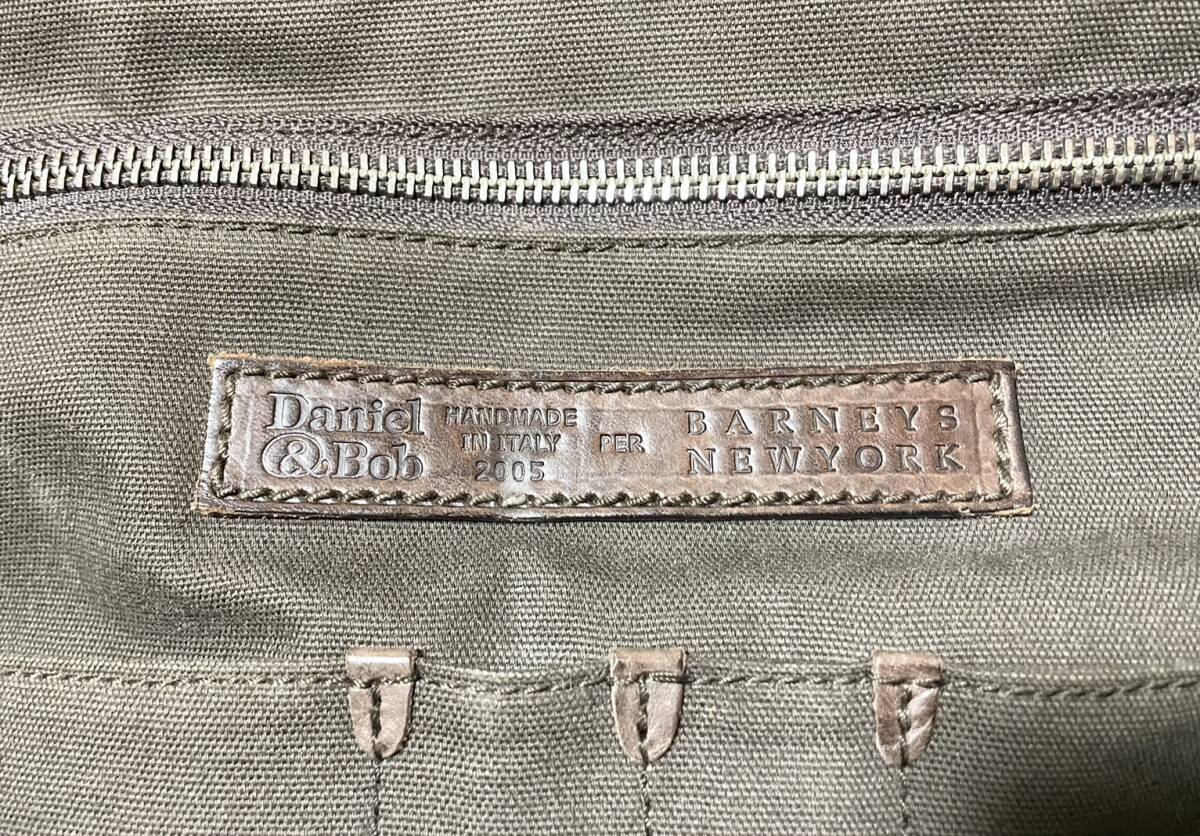 Daniel
&Bob
HANDMADE
IN ITALY
2005
PER
BARNEYS
NEWYORK